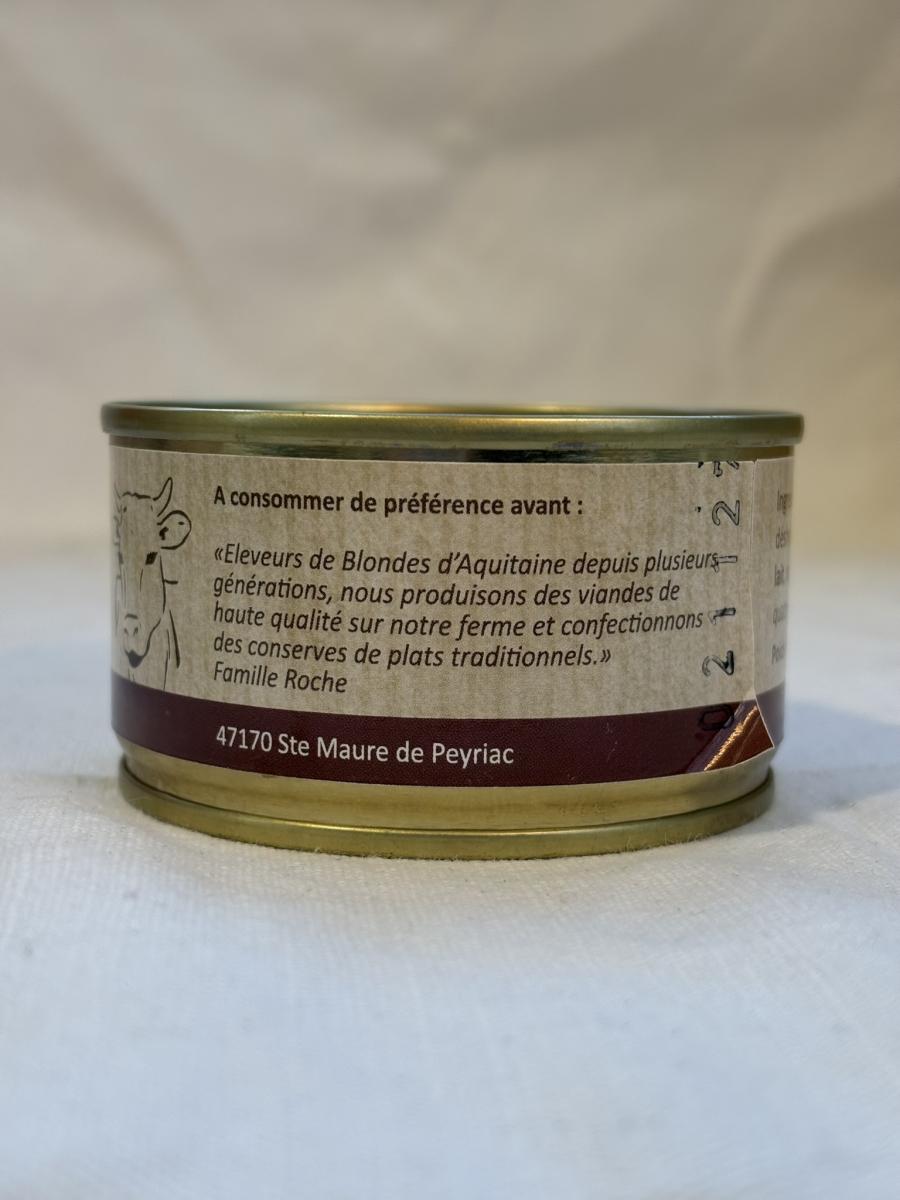 A consommer de préférence avant :
«Eleveurs de Blondes d'Aquitaine depuis plusieurs
générations, nous produisons des viandes de
haute qualité sur notre ferme et confectionnons
des conserves de plats traditionnels.»
Famille Roche
47170 Ste Maure de Peyriac